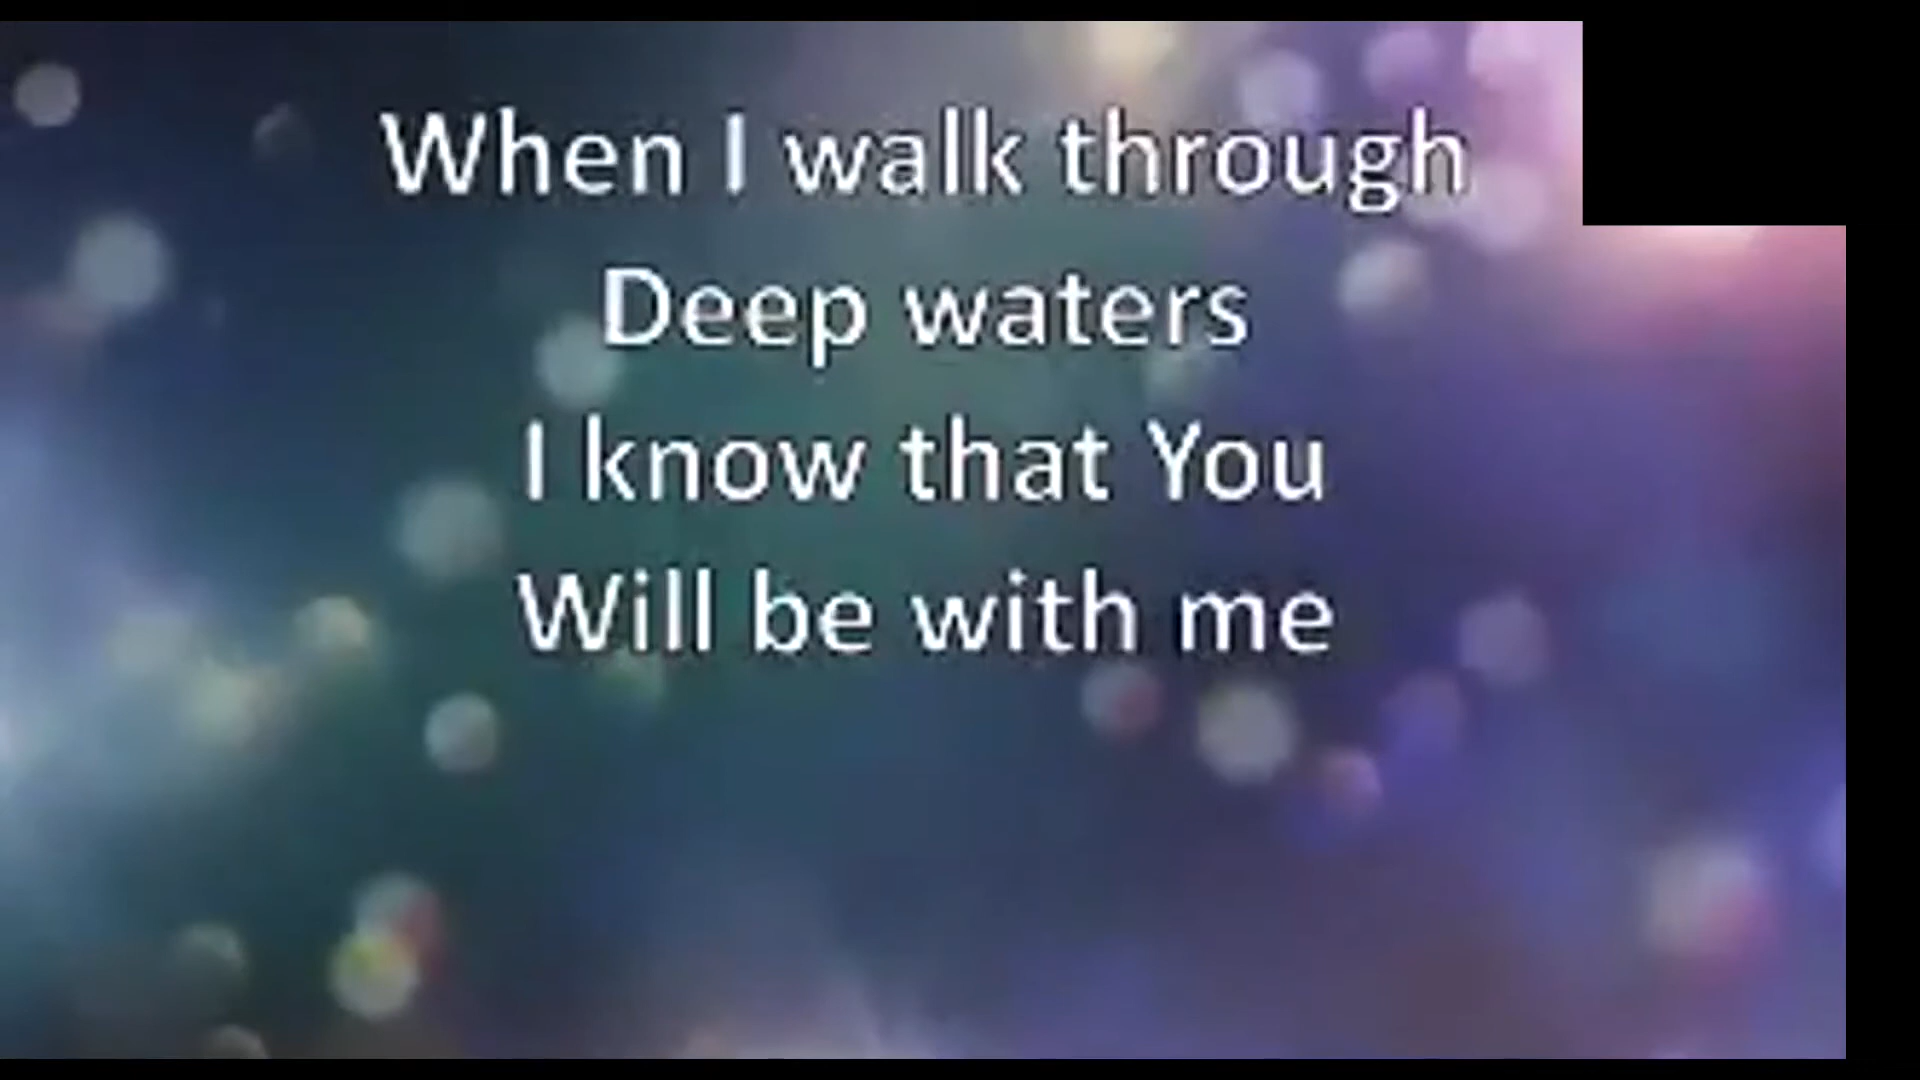 When I walk through
Deep waters
I know that You
Will be with me